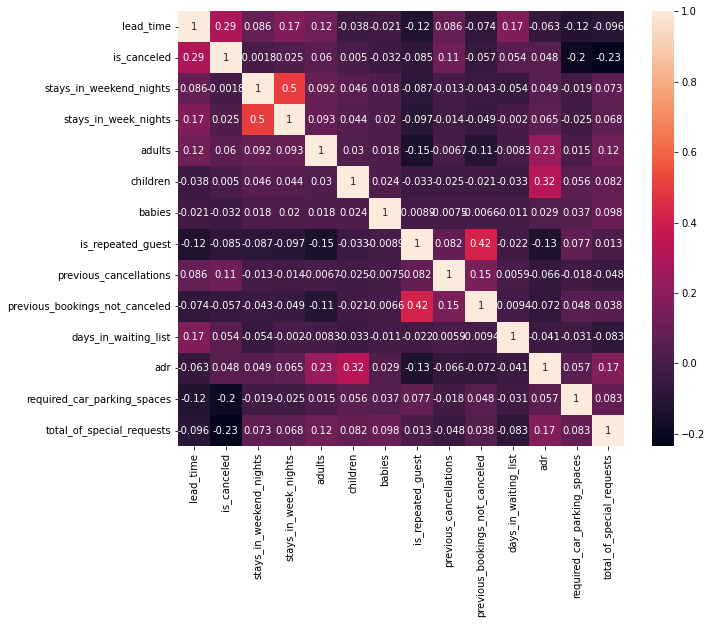 lead_time 1 0.29 0.086 0.17 0.12 -0.038 -0.021 -0.12 0.086 -0.074 0.17 -0.063 -0.12 -0.096
is_canceled 0.29 1 -0.0018 0.025 0.06 0.005 -0.032 -0.085 0.11 -0.057 0.054 0.048 -0.2 -0.23
stays_in_weekend_nights 0.086 -0.0018 1 0.5 0.092 0.046 0.018 -0.087 -0.013 -0.043 -0.054 0.049 -0.019 0.073
stays_in_week_nights 0.17 0.025 0.5 1 0.093 0.044 0.02 -0.097 -0.014 -0.049 -0.002 0.065 -0.025 0.068
adults 0.12 0.06 0.092 0.093 1 0.03 0.018 -0.15 -0.0067 -0.11 -0.0083 0.23 0.015 0.12
children -0.038 0.005 0.046 0.044 0.03 1 0.024 -0.033 -0.025 -0.021 -0.033 0.32 0.056 0.082
babies -0.021 -0.032 0.018 0.02 0.018 0.024 1 -0.0089 -0.0075 -0.0066 -0.011 0.029 0.037 0.098
is_repeated_guest -0.12 -0.085 -0.087 -0.097 -0.15 -0.033 -0.0089 1 0.082 0.42 -0.022 -0.13 0.077 0.013
previous_cancellations 0.086 0.11 -0.013 -0.014 -0.0067 -0.025 -0.0075 0.082 1 0.15 0.0059 -0.066 -0.018 -0.048
previous_bookings_not_canceled -0.074 -0.057 -0.043 -0.049 -0.11 -0.021 -0.0066 0.42 0.15 1 -0.0094 -0.072 0.048 0.038
days_in_waiting_list 0.17 0.054 -0.054 -0.002 -0.0083 -0.033 -0.011 -0.022 0.0059 -0.0094 1 -0.041 -0.031 -0.083
adr -0.063 0.048 0.049 0.065 0.23 0.32 0.029 -0.13 -0.066 -0.072 -0.041 1 0.057 0.17
required_car_parking_spaces -0.12 -0.2 -0.019 -0.025 0.015 0.056 0.037 0.077 -0.018 0.048 -0.031 0.057 1 0.083
total_of_special_requests -0.096 -0.23 0.073 0.068 0.12 0.082 0.098 0.013 -0.048 0.038 -0.083 0.17 0.083 1
lead_time
is_canceled
stays_in_weekend_nights
stays_in_week_nights
adults
children
babies
is_repeated_guest
previous_cancellations
previous_bookings_not_canceled
days_in_waiting_list
adr
required_car_parking_spaces
total_of_special_requests
1.0
0.8
0.6
0.4
0.2
0.0
−0.2